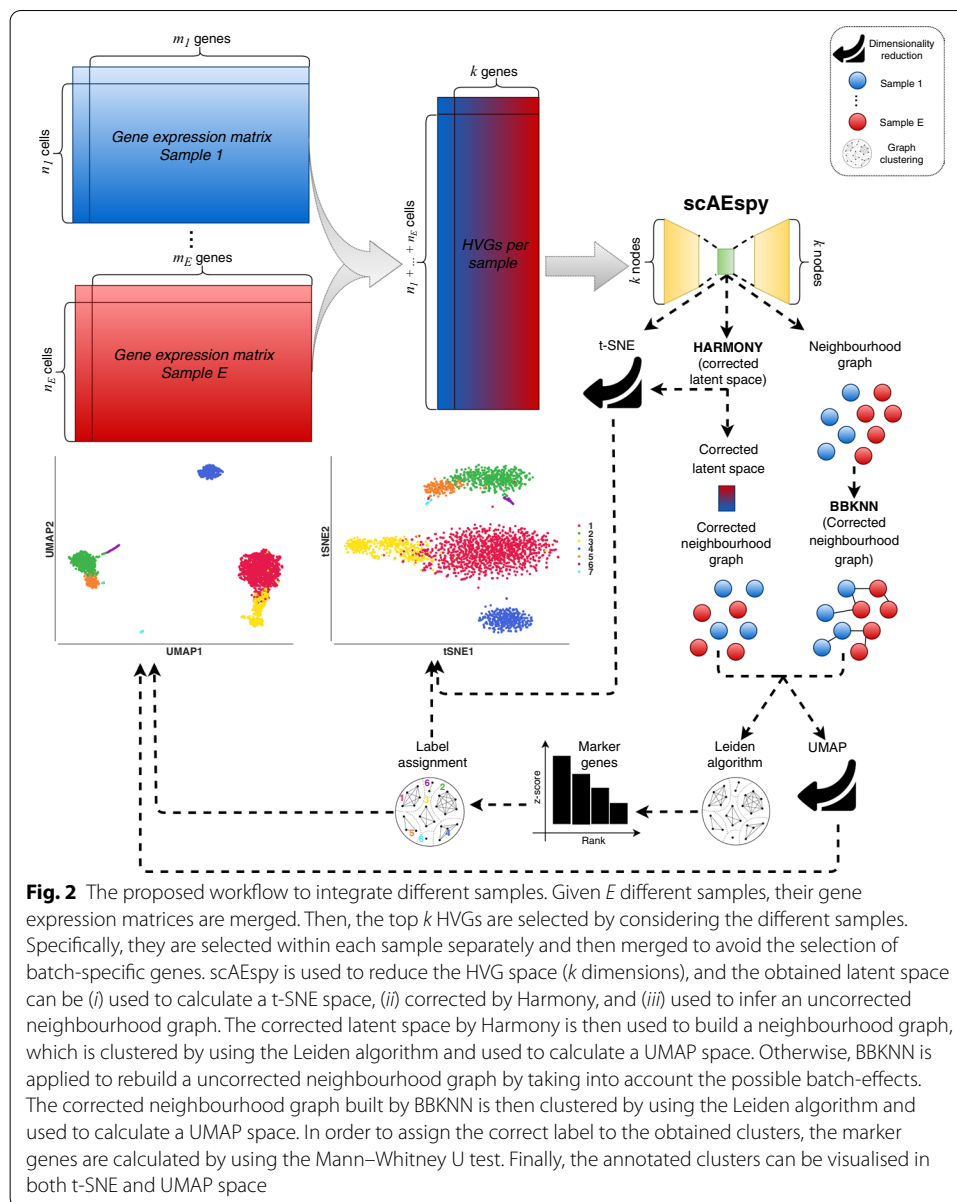 m1 genes
n1 cells
Gene expression matrix
Sample 1
⋮
mE genes
nE cells
Gene expression matrix
Sample E
k genes
n1 + ... + nE cells
HVGs per
sample
scAEspy
k nodes
k nodes
Dimensionality
reduction
Sample 1
⋮
Sample E
Graph
clustering
t-SNE
HARMONY
(corrected
latent space)
Neighbourhood
graph
Corrected
latent space
BBKNN
(Corrected
neighbourhood
graph)
Corrected
neighbourhood
graph
UMAP2
UMAP1
tSNE2
tSNE1
1
2
3
4
5
6
7
Label
assignment
1
6
2
3
5
6
4
Marker
genes
z-score
Rank
Leiden
algorithm
UMAP
Fig. 2 The proposed workflow to integrate different samples. Given E different samples, their gene
expression matrices are merged. Then, the top k HVGs are selected by considering the different samples.
Specifically, they are selected within each sample separately and then merged to avoid the selection of
batch-specific genes. scAEspy is used to reduce the HVG space (k dimensions), and the obtained latent space
can be (i) used to calculate a t-SNE space, (ii) corrected by Harmony, and (iii) used to infer an uncorrected
neighbourhood graph. The corrected latent space by Harmony is then used to build a neighbourhood graph,
which is clustered by using the Leiden algorithm and used to calculate a UMAP space. Otherwise, BBKNN is
applied to rebuild a uncorrected neighbourhood graph by taking into account the possible batch-effects.
The corrected neighbourhood graph built by BBKNN is then clustered by using the Leiden algorithm and
used to calculate a UMAP space. In order to assign the correct label to the obtained clusters, the marker
genes are calculated by using the Mann–Whitney U test. Finally, the annotated clusters can be visualised in
both t-SNE and UMAP space